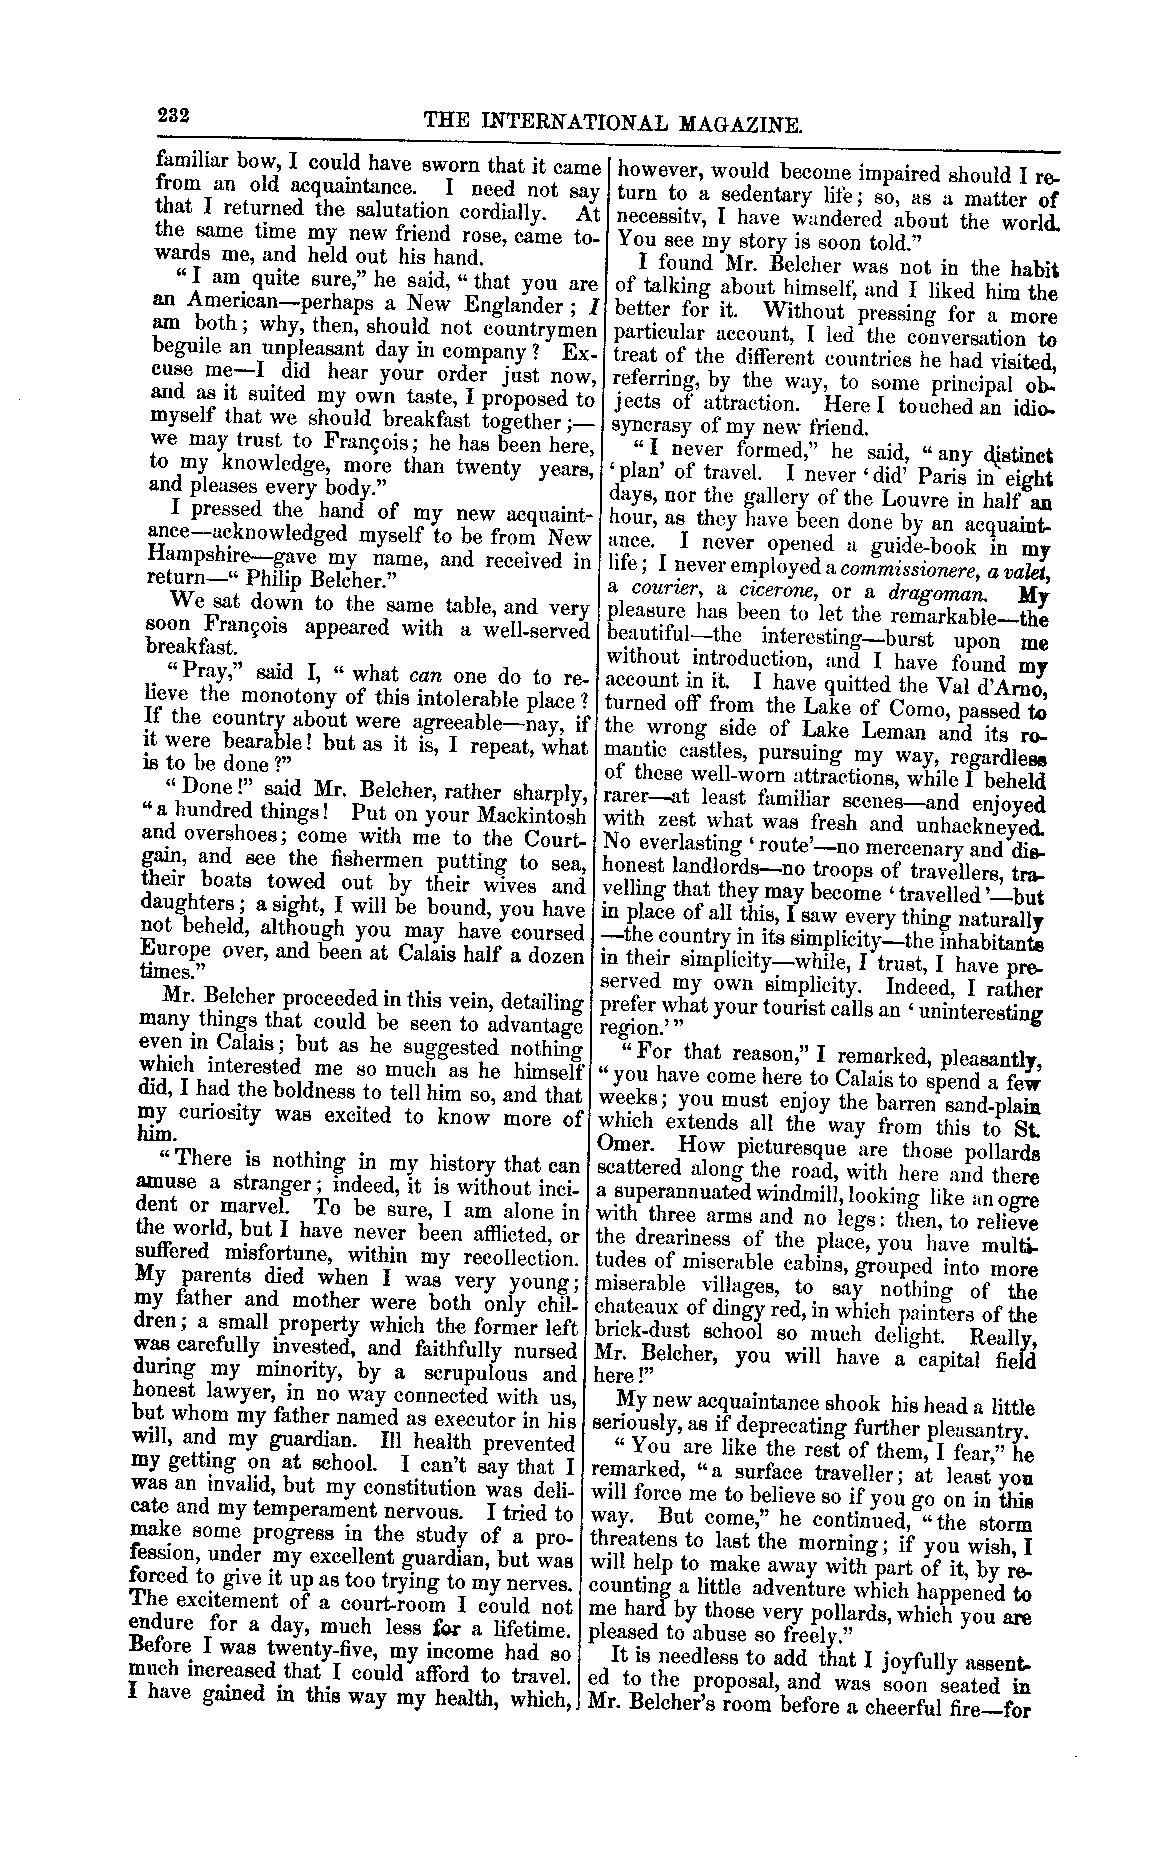 232
THE INTERNATIONAL MAGAZINE.
familiar bow, I could have sworn that it came
from an old acquaintance. I need not say
that I returned the salutation cordially. At
the same time my new friend rose, came to-
wards me, and held out his hand.
“I am quite sure,” he said, “ that you are
an American—perhaps a New Englander ; I
am both ; why, then, should not countrymen
beguile an unpleasant day in company ? Ex-
cuse me—I did hear your order just now,
and as it suited my own taste, I proposed to
myself that we should breakfast together ;—
we may trust to François ; he has been here,
to my knowledge, more than twenty years,
and pleases every body.”
I pressed the hand of my new acquaint-
ance—acknowledged myself to be from New
Hampshire—gave my name, and received in
return—“ Philip Belcher.”
We sat down to the same table, and very
soon François appeared with a well-served
breakfast.
“Pray,” said I, “ what can one do to re-
lieve the monotony of this intolerable place ?
If the country about were agreeable—nay, if
it were bearable! but as it is, I repeat, what
is to be done ?”
“ Done !” said Mr. Belcher, rather sharply,
“a hundred things! Put on your Mackintosh
and overshoes ; come with me to the Court-
gain, and see the fishermen putting to sea,
their boats towed out by their wives and
daughters ; a sight, I will be bound, you have
not beheld, although you may have coursed
Europe over, and been at Calais half a dozen
times.”
Mr. Belcher proceeded in this vein, detailing
many things that could be seen to advantage
even in Calais ; but as he suggested nothing
which interested me so much as he himself
did, I had the boldness to tell him so, and that
my curiosity was excited to know more of
him.
“There is nothing in my history that can
amuse a stranger ; indeed, it is without inci-
dent or marvel. To be sure, I am alone in
the world, but I have never been afflicted, or
suffered misfortune, within my recollection.
My parents died when I was very young ;
my father and mother were both only chil-
dren ; a small property which the former left
was carefully invested, and faithfully nursed
during my minority, by a scrupulous and
honest lawyer, in no way connected with us,
but whom my father named as executor in his
will, and my guardian. Ill health prevented
my getting on at school. I can’t say that I
was an invalid, but my constitution was deli-
cate and my temperament nervous. I tried to
make some progress in the study of a pro-
fession, under my excellent guardian, but was
forced to give it up as too trying to my nerves.
The excitement of a court-room I could not
endure for a day, much less for a lifetime.
Before I was twenty-five, my income had so
much increased that I could afford to travel.
I have gained in this way my health, which,
however, would become impaired should I re-
turn to a sedentary life ; so, as a matter of
necessity, I have wandered about the world.
You see my story is soon told.”
I found Mr. Belcher was not in the habit
of talking about himself, and I liked him the
better for it. Without pressing for a more
particular account, I led the conversation to
treat of the different countries he had visited,
referring, by the way, to some principal ob-
jects of attraction. Here I touched an idio-
syncrasy of my new friend.
“I never formed,” he said, “ any distinct
‘plan’ of travel. I never ‘did’ Paris in eight
days, nor the gallery of the Louvre in half an
hour, as they have been done by an acquaint-
ance. I never opened a guide-book in my
life ; I never employed a commissionere, a valet,
a courier, a cicerone, or a dragoman. My
pleasure has been to let the remarkable—the
beautiful—the interesting—burst upon me
without introduction, and I have found my
account in it. I have quitted the Val d’Arno,
turned off from the Lake of Como, passed to
the wrong side of Lake Leman and its ro-
mantic castles, pursuing my way, regardless
of these well-worn attractions, while I beheld
rarer—at least familiar scenes—and enjoyed
with zest what was fresh and unhackneyed.
No everlasting ‘ route’—no mercenary and dis-
honest landlords—no troops of travellers, tra-
velling that they may become ‘ travelled ’—but
in place of all this, I saw every thing naturally
—the country in its simplicity—the inhabitants
in their simplicity—while, I trust, I have pre-
served my own simplicity. Indeed, I rather
prefer what your tourist calls an ‘ uninteresting
region.’ ”
“For that reason,” I remarked, pleasantly,
“you have come here to Calais to spend a few
weeks ; you must enjoy the barren sand-plain
which extends all the way from this to St.
Omer. How picturesque are those pollards
scattered along the road, with here and there
a superannuated windmill, looking like an ogre
with three arms and no legs : then, to relieve
the dreariness of the place, you have multi-
tudes of miserable cabins, grouped into more
miserable villages, to say nothing of the
chateaux of dingy red, in which painters of the
brick-dust school so much delight. Really,
Mr. Belcher, you will have a capital field
here !”
My new acquaintance shook his head a little
seriously, as if deprecating further pleasantry.
“ You are like the rest of them, I fear,” he
remarked, “a surface traveller ; at least you
will force me to believe so if you go on in this
way. But come,” he continued, “the storm
threatens to last the morning ; if you wish, I
will help to make away with part of it, by re-
counting a little adventure which happened to
me hard by those very pollards, which you are
pleased to abuse so freely.”
It is needless to add that I joyfully assent-
ed to the proposal, and was soon seated in
Mr. Belcher’s room before a cheerful fire—for